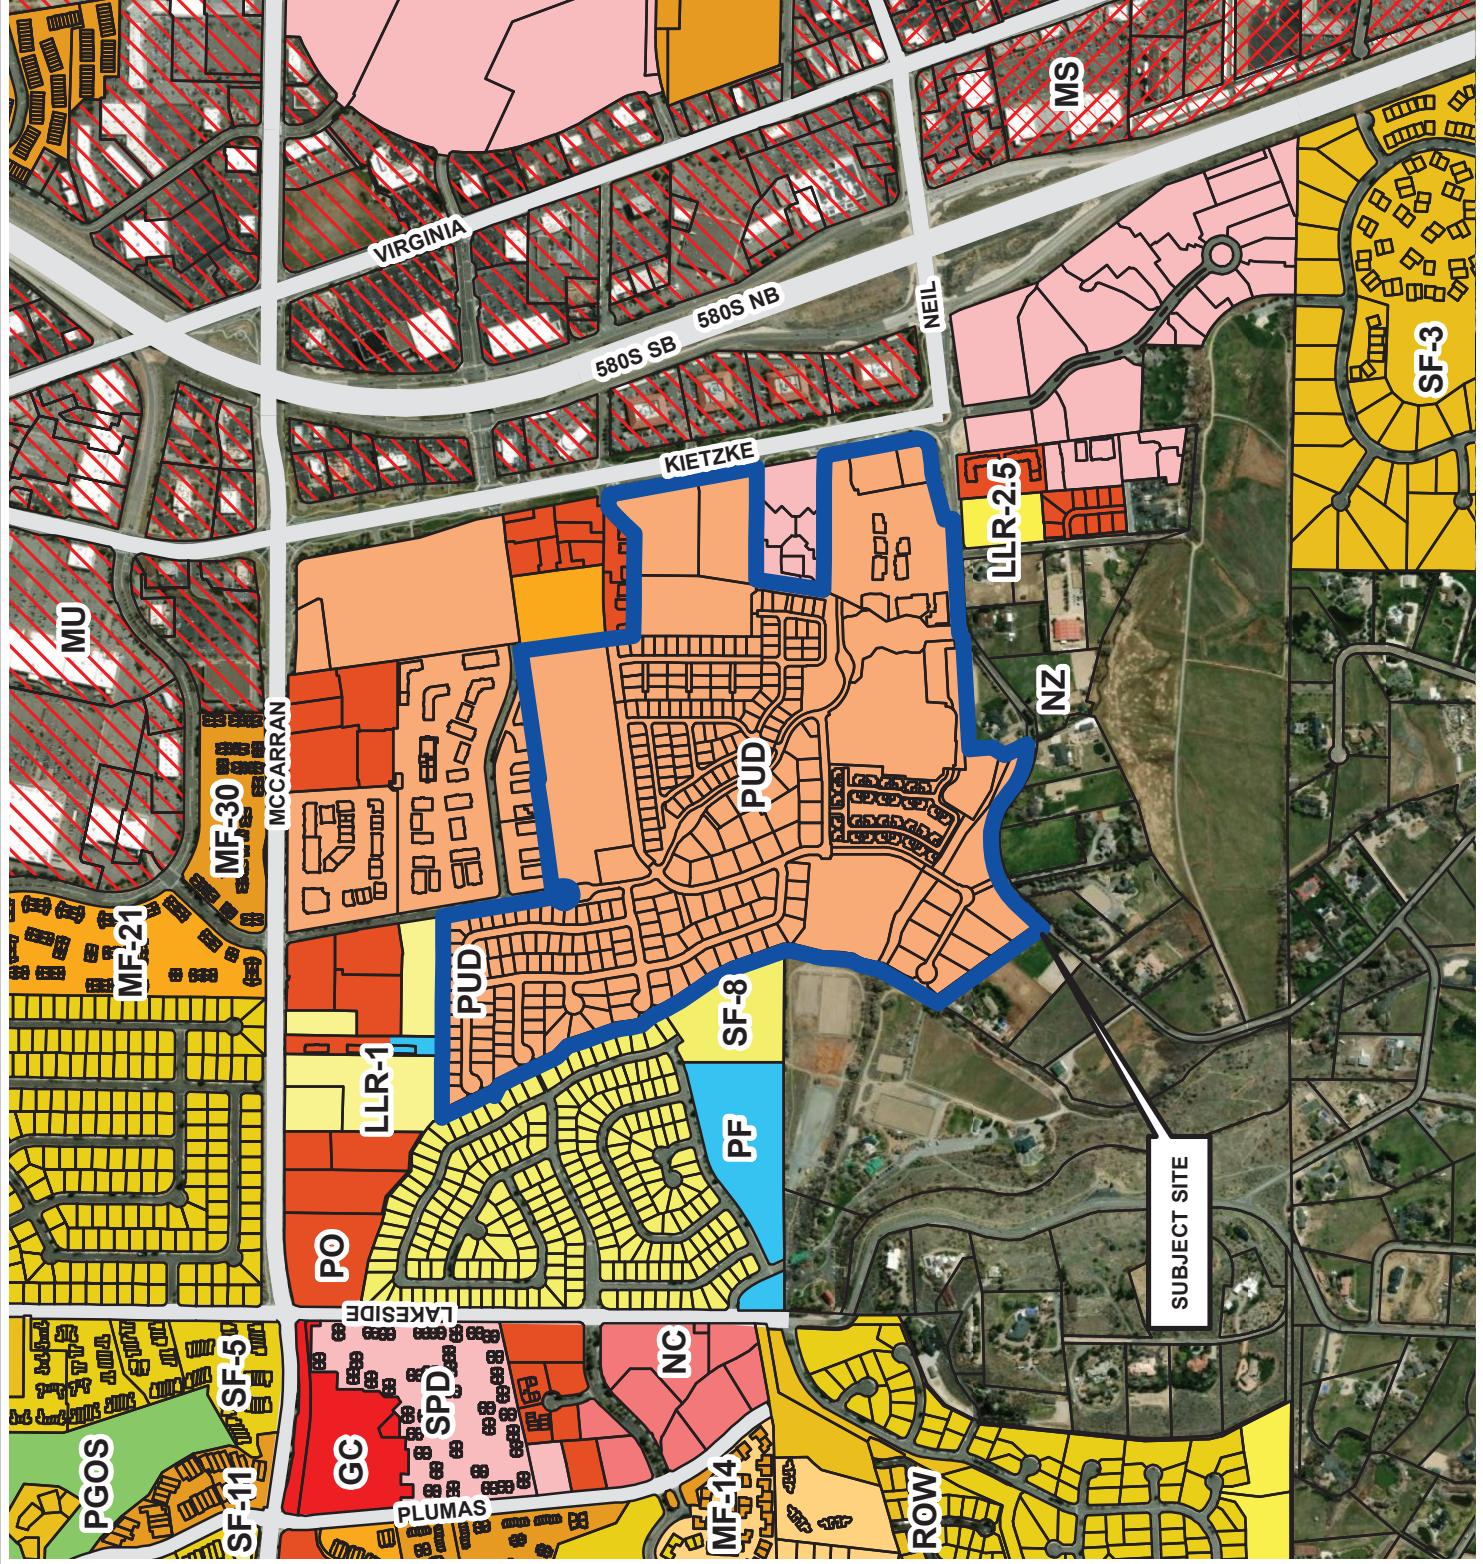 MS
VIRGINIA
580S NB
NEIL
580S SB
SF-3
KIETZKE
LLR-2.5
MU
NZ
MCCARRAN
PUD
MF-30
MF-21
PUD
SF-8
LLR-1
PF
SUBJECT SITE
PO
LAKESIDE
NC
SF-5
SPD
GC
PGOS
PLUMAS
SF-11
MF-14
ROW